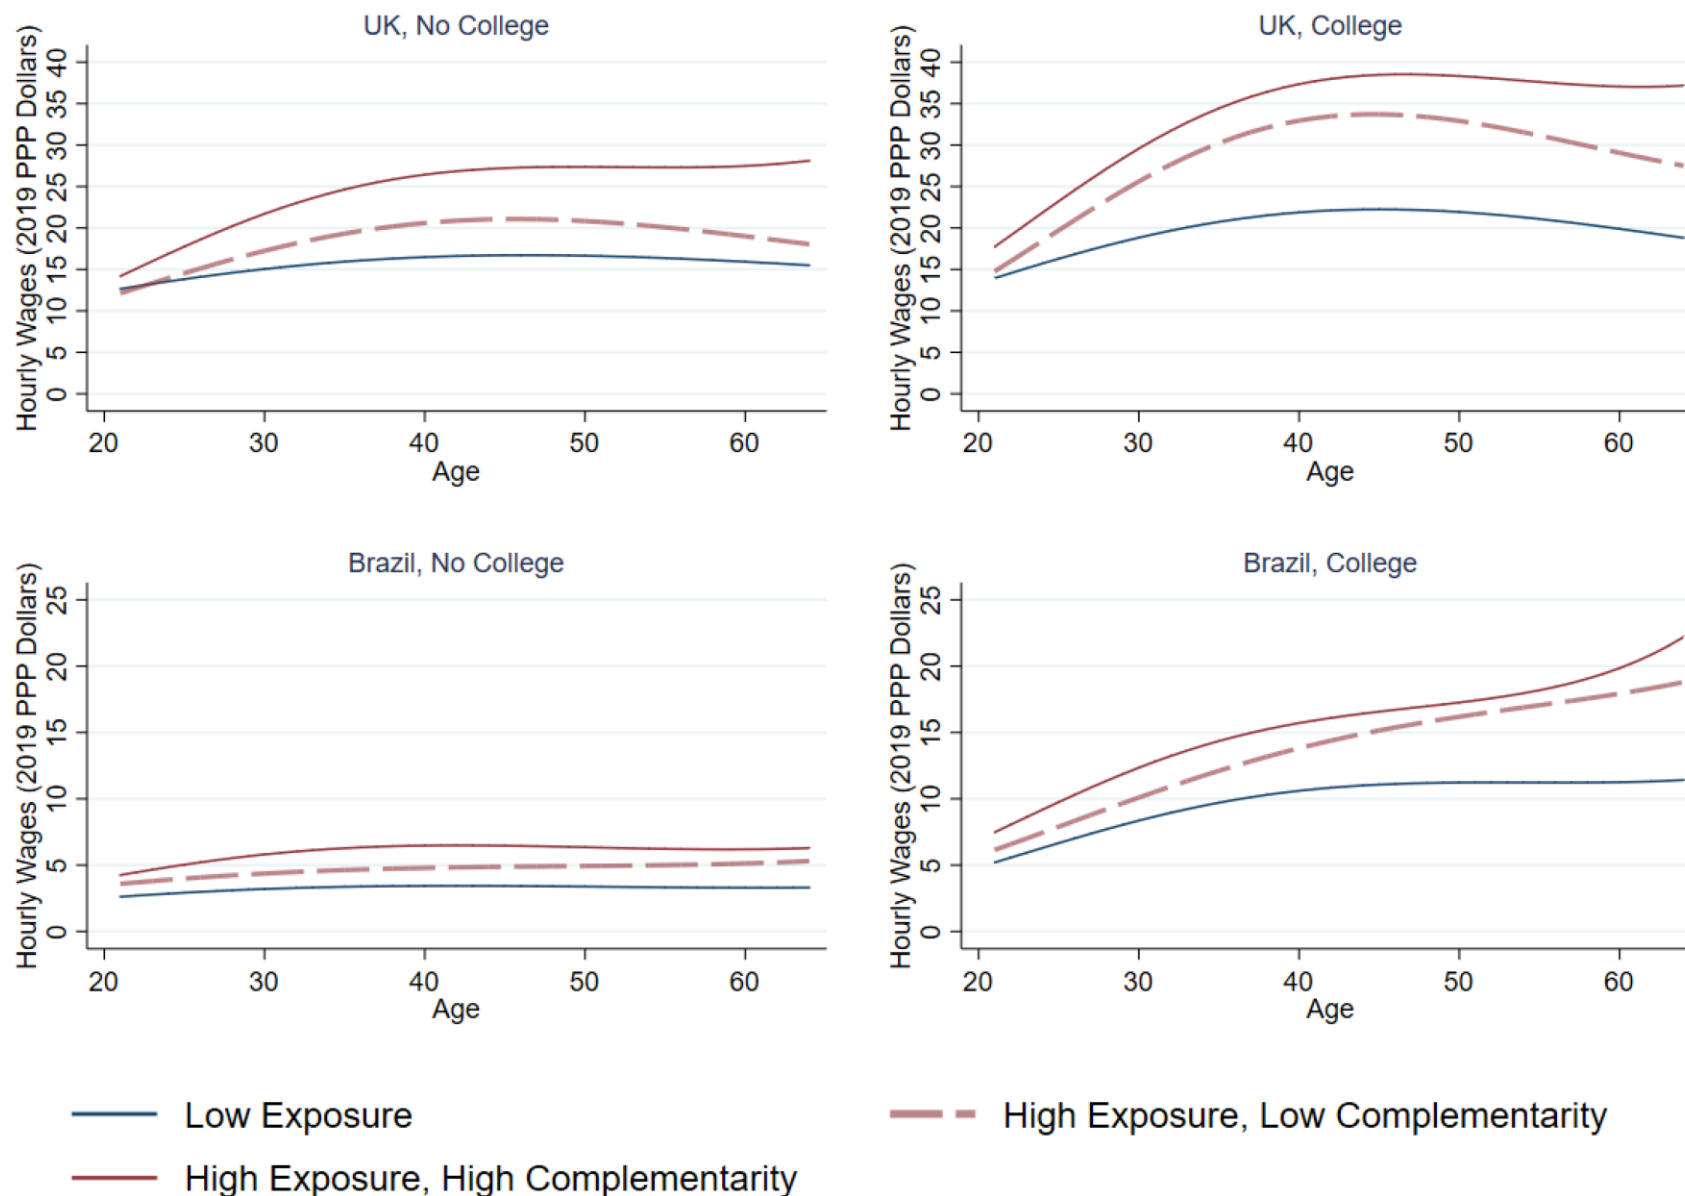 UK, No College
Hourly Wages (2019 PPP Dollars)
40
35
30
25
20
15
10
5
0
20 30 40 50 60
Age
UK, College
Hourly Wages (2019 PPP Dollars)
40
35
30
25
20
15
10
5
0
20 30 40 50 60
Age
Brazil, No College
Hourly Wages (2019 PPP Dollars)
25
20
15
10
5
0
20 30 40 50 60
Age
Brazil, College
Hourly Wages (2019 PPP Dollars)
25
20
15
10
5
0
20 30 40 50 60
Age
Low Exposure
High Exposure, Low Complementarity
High Exposure, High Complementarity